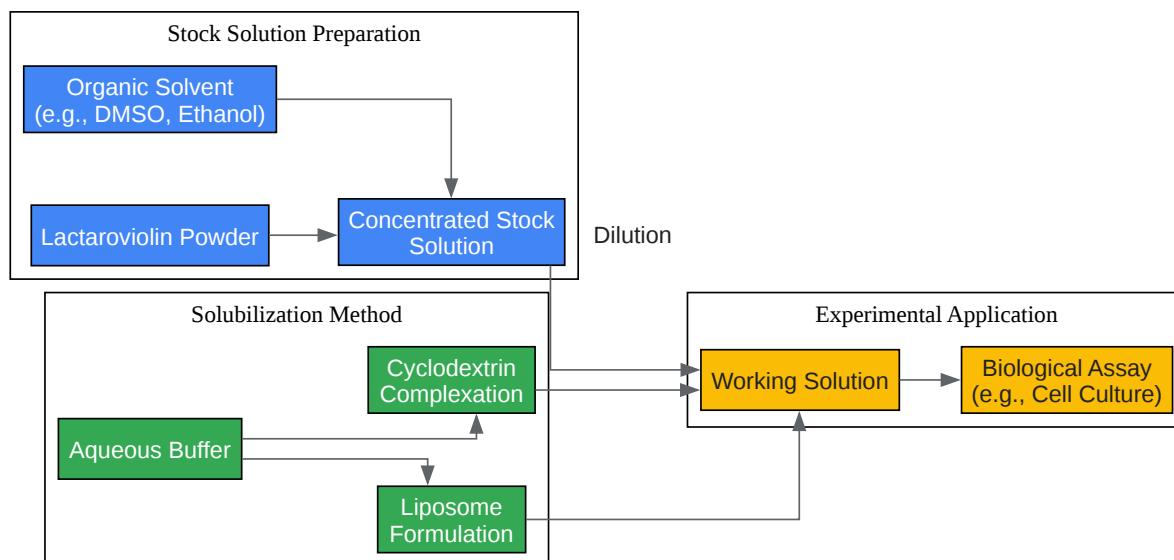 Stock Solution Preparation
Organic Solvent
(e.g., DMSO, Ethanol)
Lactaroviolin Powder
Concentrated Stock
Solution
Dilution
Solubilization Method
Cyclodextrin
Complexation
Aqueous Buffer
Liposome
Formulation
Experimental Application
Working Solution
Biological Assay
(e.g., Cell Culture)